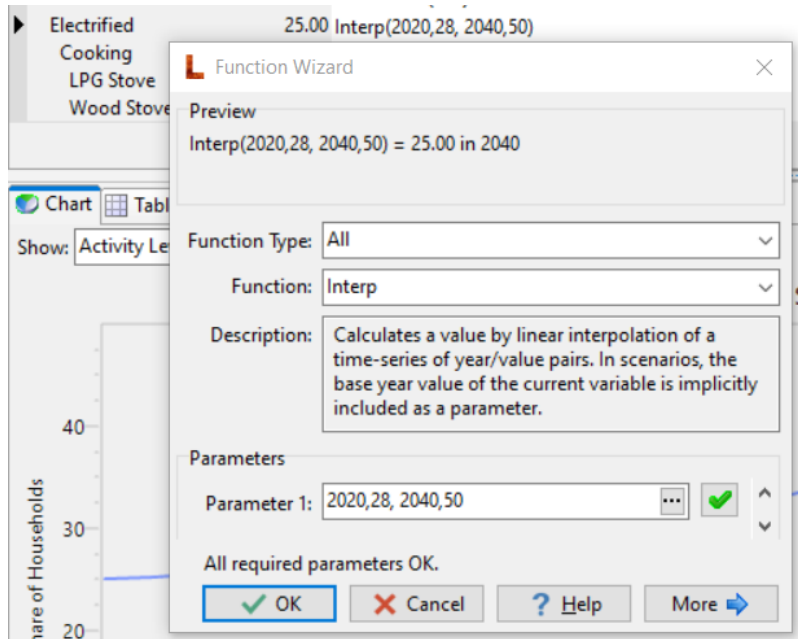 Electrified 25.00 Interp(2020,28, 2040,50)
Cooking
LPG Stove
Wood Stove
Function Wizard
Preview
Interp(2020,28, 2040,50) = 25.00 in 2040
Chart
Show: Activity
Function Type: All
Function: Interp
Description: Calculates a value by linear interpolation of a
time-series of year/value pairs. In scenarios, the
base year value of the current variable is implicitly
included as a parameter.
Parameters
Parameter 1: 2020,28, 2040,50 ...
All required parameters OK.
OK Cancel ? Help More
40
30
20
of Households